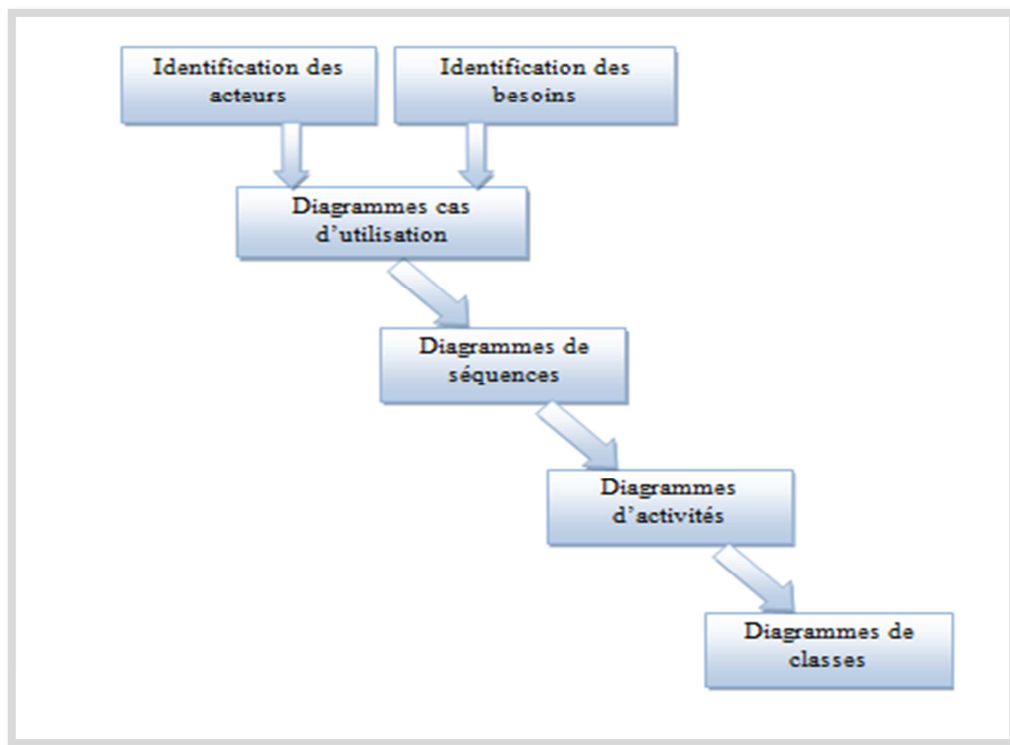 Identification des
acteurs
Identification des
besoins
Diagrammes cas
d’utilisation
Diagrammes de
séquences
Diagrammes
d’activités
Diagrammes de
classes